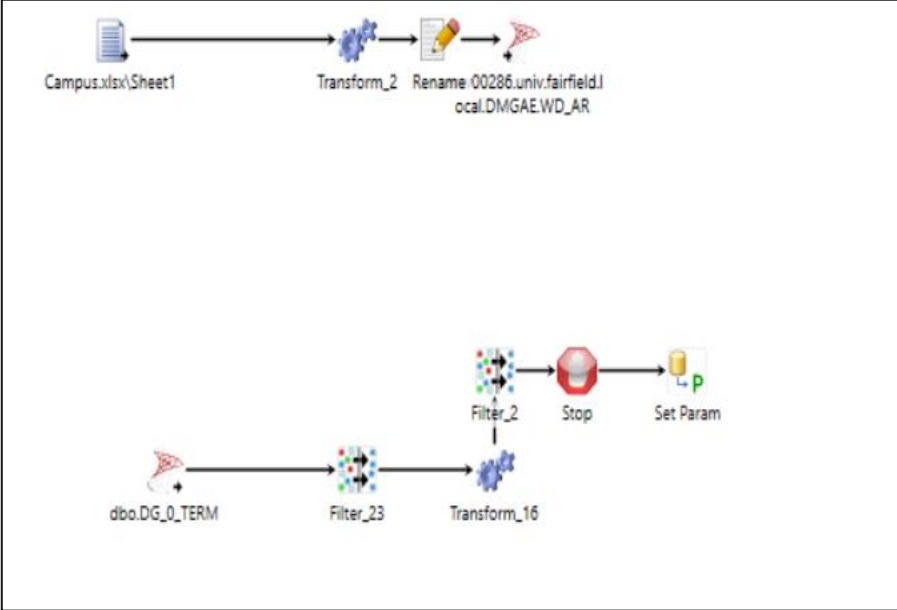 Campus.xlsx\Sheet1
Transform_2
Rename
00286.univ.fairfield.l
ocal.DMGAE.WD_AR
Filter_2
Stop
Set Param
P
dbo.DG_0_TERM
Filter_23
Transform_16